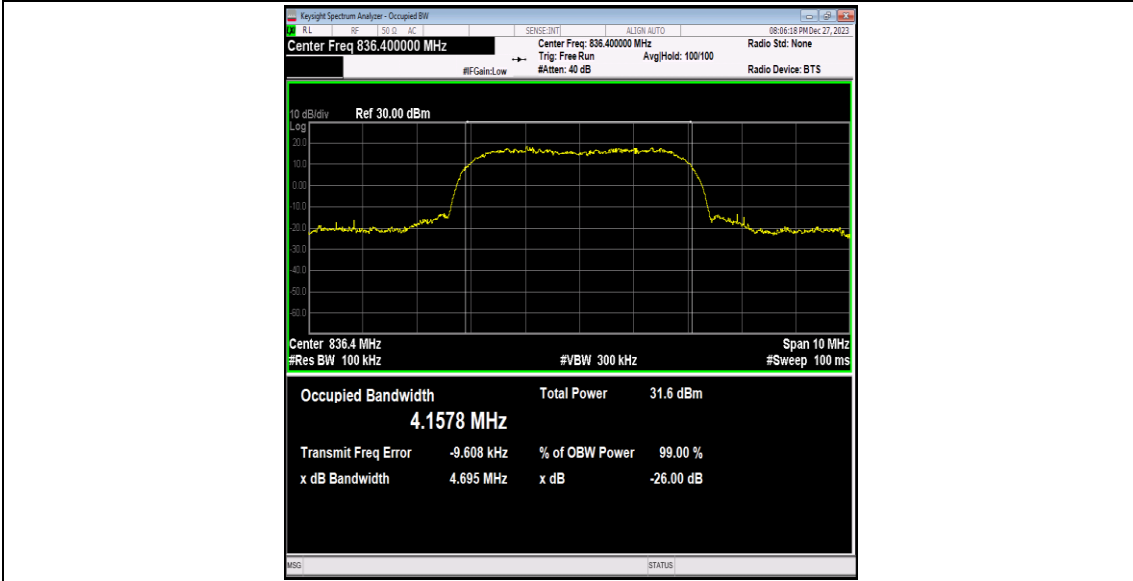 Keysight Spectrum Analyzer - Occupied BW
RL RF 50 Ω AC SENSE:INT ALIGN AUTO 08:06:18 PM Dec 27, 2023
Center Freq 836.400000 MHz Center Freq: 836.400000 MHz Radio Std: None
Trig: Free Run Avg|Hold: 100/100
#IFGain:Low #Atten: 40 dB Radio Device: BTS
10 dB/div Ref 30.00 dBm
Log
20.0
10.0
0.00
-10.0
-20.0
-30.0
-40.0
-50.0
-60.0
Center 836.4 MHz Span 10 MHz
#Res BW 100 kHz #VBW 300 kHz #Sweep 100 ms
Occupied Bandwidth Total Power 31.6 dBm
4.1578 MHz
Transmit Freq Error -9.608 kHz % of OBW Power 99.00 %
x dB Bandwidth 4.695 MHz x dB -26.00 dB
MSG STATUS